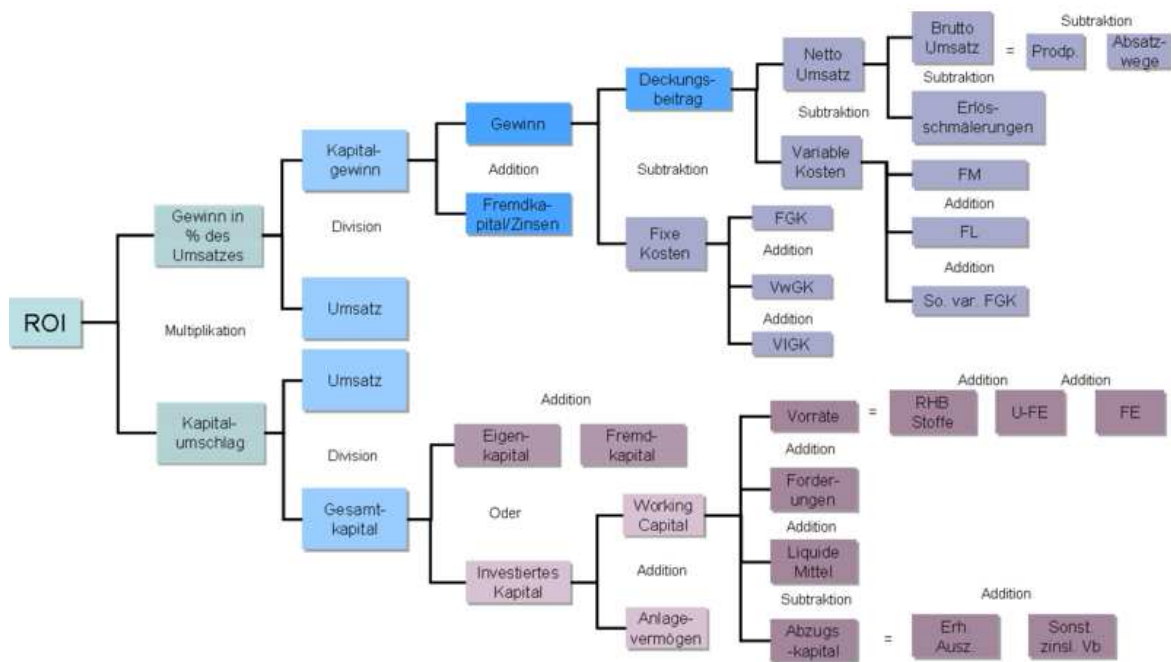 ROI
Gewinn in
% des
Umsatzes
Multiplikation
Kapital-
umschlag
Kapital-
gewinn
Division
Umsatz
Umsatz
Division
Gesamt-
kapital
Gewinn
Addition
Fremdka-
pital/Zinsen
Deckungs-
beitrag
Subtraktion
Fixe
Kosten
Netto
Umsatz
Subtraktion
Variable
Kosten
Brutto
Umsatz
=
Subtraktion
Prodp.
Absatz-
wege
Subtraktion
Erlös-
schmälerungen
FM
Addition
FL
Addition
So. var. FGK
FGK
Addition
VwGK
Addition
VIGK
Addition
Eigen-
kapital
Fremd-
kapital
Oder
Investiertes
Kapital
Working
Capital
Addition
Anlage-
vermögen
Vorräte
=
Addition
Addition
RHB
Stoffe
U-FE
FE
Addition
Forder-
ungen
Addition
Liquide
Mittel
Subtraktion
Abzugs
-kapital
=
Addition
Erh.
Ausz.
Sonst.
zinsl. Vb